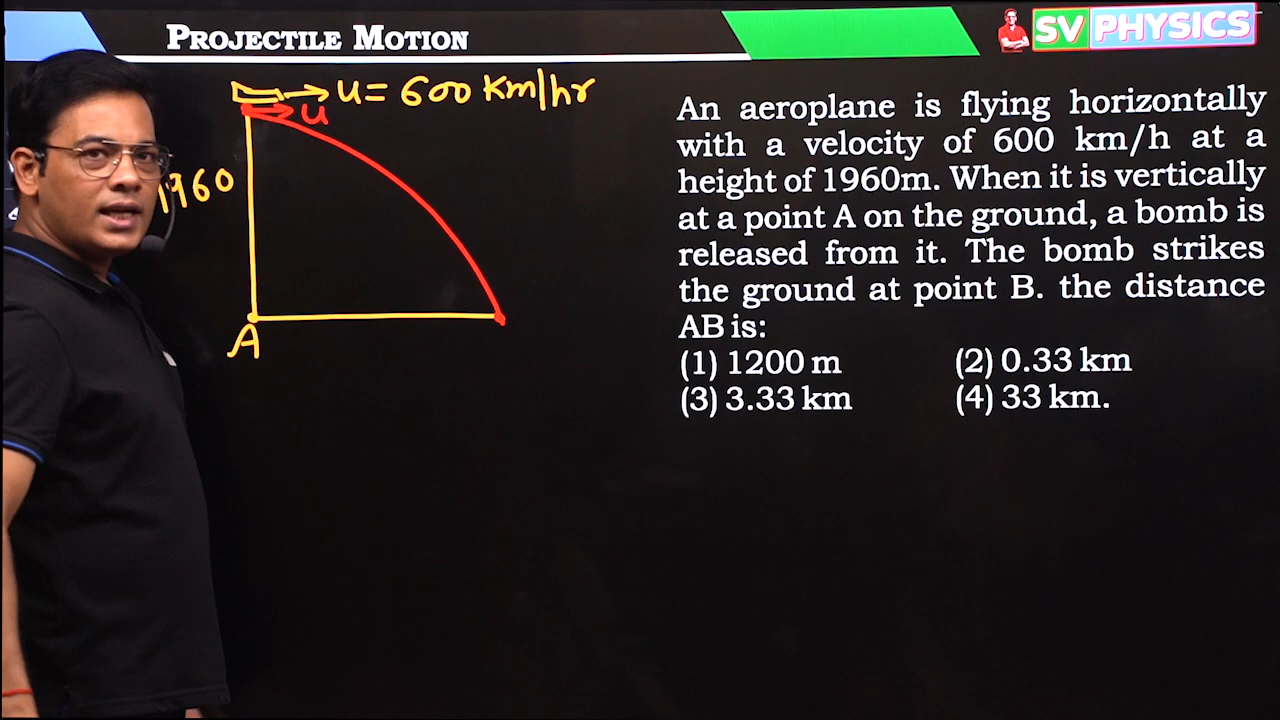 PROJECTILE MOTION
SV PHYSICS
u = 600 Km/hr
u
1960
A
An aeroplane is flying horizontally
with a velocity of 600 km/h at a
height of 1960m. When it is vertically
at a point A on the ground, a bomb is
released from it. The bomb strikes
the ground at point B. the distance
AB is:
(1) 1200 m (2) 0.33 km
(3) 3.33 km (4) 33 km.